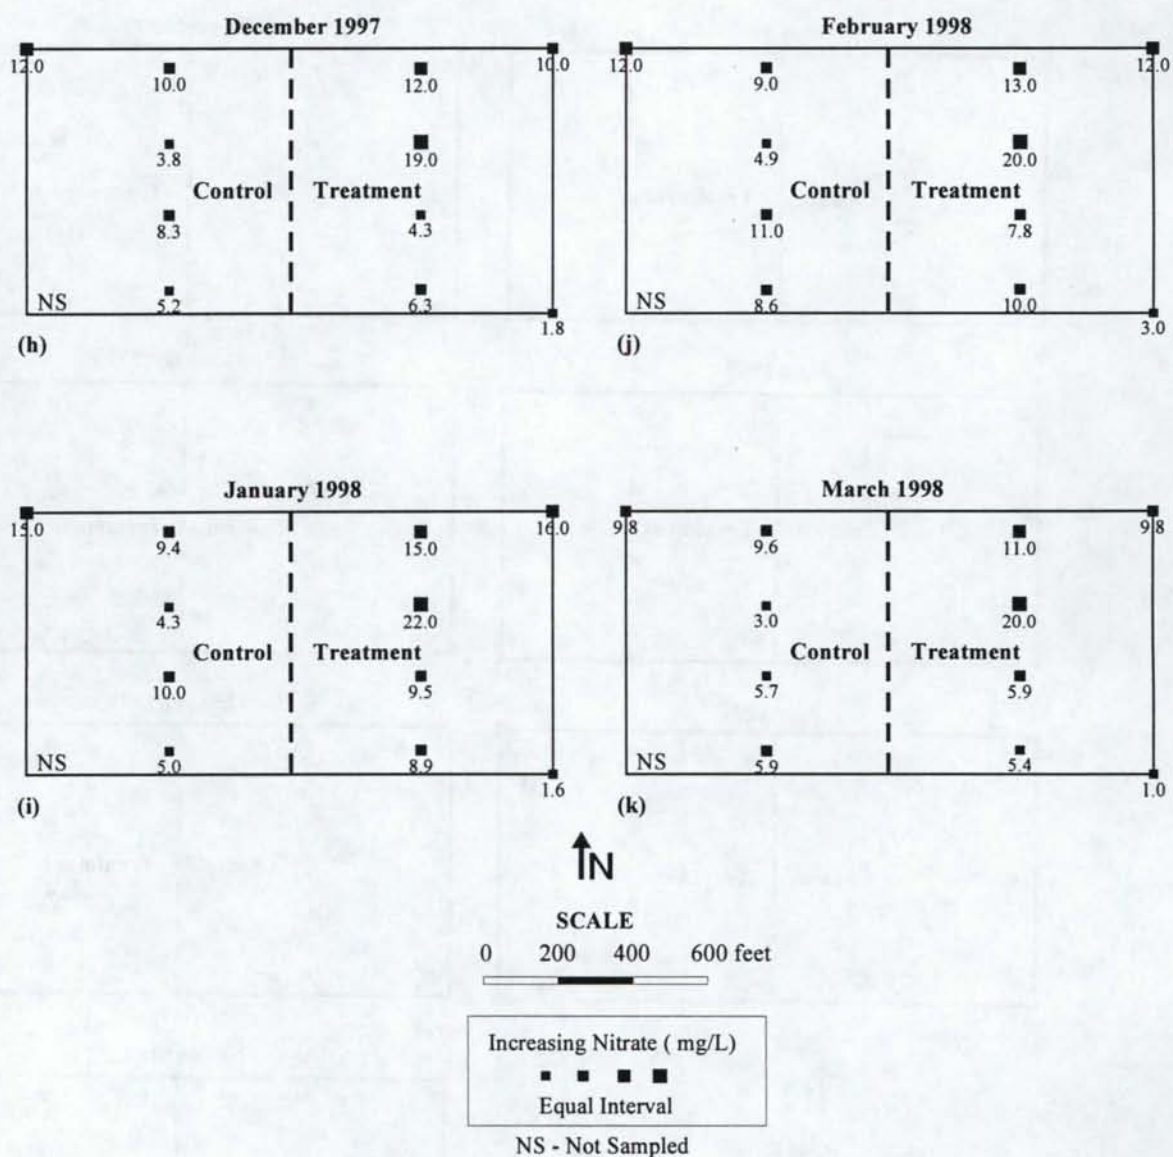 December 1997
12.0
10.0
10.0
12.0
3.8
19.0
Control
Treatment
8.3
4.3
NS
5.2
6.3
1.8
(h)
February 1998
12.0
12.0
9.0
13.0
4.9
20.0
Control
Treatment
11.0
7.8
NS
8.6
10.0
3.0
(j)
January 1998
16.0
9.4
15.0
4.3
22.0
Control
Treatment
10.0
9.5
NS
5.0
8.9
1.6
(i)
March 1998
9.8
9.8
9.6
11.0
3.0
20.0
Control
Treatment
5.7
5.9
NS
5.9
5.4
1.0
(k)
N
SCALE
0 200 400 600 feet
Increasing Nitrate ( mg/L)
Equal Interval
NS - Not Sampled